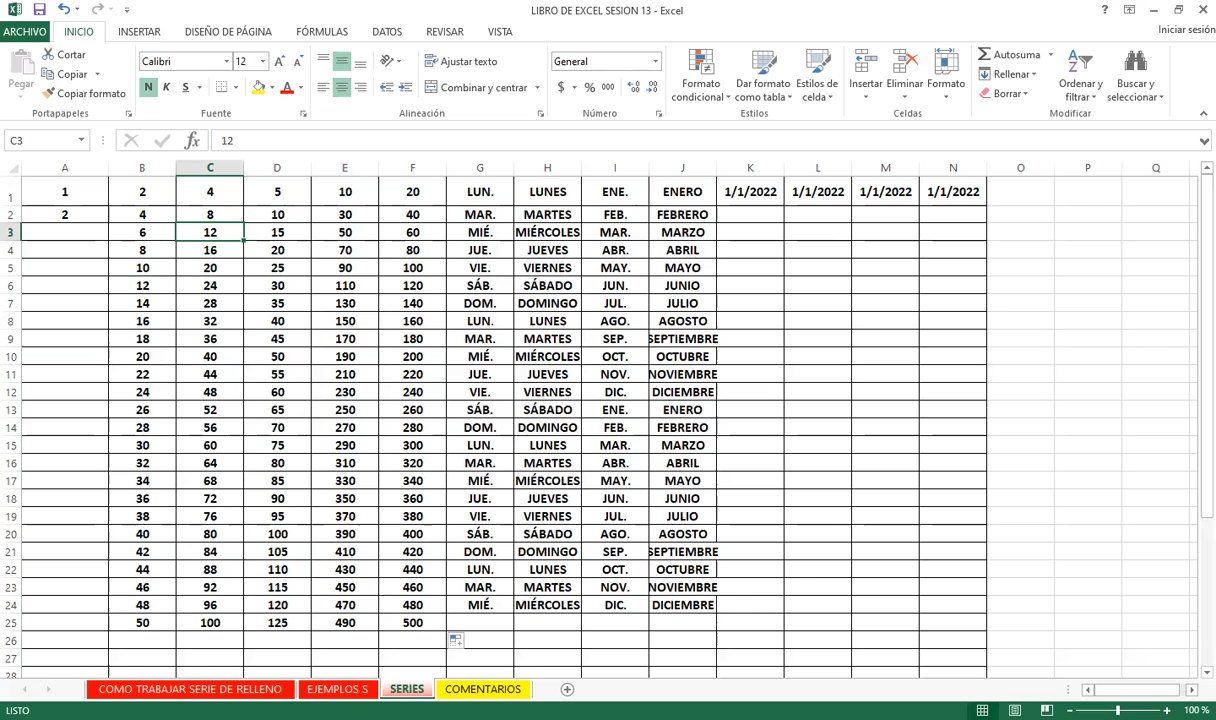 LIBRO DE EXCEL SESION 13 - Excel
ARCHIVO INICIO INSERTAR DISEÑO DE PÁGINA FÓRMULAS DATOS REVISAR VISTA Iniciar sesión
Pegar Cortar Copiar Copiar formato Portapapeles
Calibri 12 N K S Fuente
Ajustar texto Combinar y centrar Alineación
General $ % 000 Número
Formato condicional Dar formato como tabla Estilos de celda Estilos
Insertar Eliminar Formato Celdas
Autosuma Rellenar Borrar Ordenar y filtrar Buscar y seleccionar Modificar
C3 fx 12
A B C D E F G H I J K L M N O P Q
1 1 2 4 5 10 20 LUN. LUNES ENE. ENERO 1/1/2022 1/1/2022 1/1/2022 1/1/2022
2 2 4 8 10 30 40 MAR. MARTES FEB. FEBRERO
3 6 12 15 50 60 MIÉ. MIÉRCOLES MAR. MARZO
4 8 16 20 70 80 JUE. JUEVES ABR. ABRIL
5 10 20 25 90 100 VIE. VIERNES MAY. MAYO
6 12 24 30 110 120 SÁB. SÁBADO JUN. JUNIO
7 14 28 35 130 140 DOM. DOMINGO JUL. JULIO
8 16 32 40 150 160 LUN. LUNES AGO. AGOSTO
9 18 36 45 170 180 MAR. MARTES SEP. SEPTIEMBRE
10 20 40 50 190 200 MIÉ. MIÉRCOLES OCT. OCTUBRE
11 22 44 55 210 220 JUE. JUEVES NOV. NOVIEMBRE
12 24 48 60 230 240 VIE. VIERNES DIC. DICIEMBRE
13 26 52 65 250 260 SÁB. SÁBADO ENE. ENERO
14 28 56 70 270 280 DOM. DOMINGO FEB. FEBRERO
15 30 60 75 290 300 LUN. LUNES MAR. MARZO
16 32 64 80 310 320 MAR. MARTES ABR. ABRIL
17 34 68 85 330 340 MIÉ. MIÉRCOLES MAY. MAYO
18 36 72 90 350 360 JUE. JUEVES JUN. JUNIO
19 38 76 95 370 380 VIE. VIERNES JUL. JULIO
20 40 80 100 390 400 SÁB. SÁBADO AGO. AGOSTO
21 42 84 105 410 420 DOM. DOMINGO SEP. SEPTIEMBRE
22 44 88 110 430 440 LUN. LUNES OCT. OCTUBRE
23 46 92 115 450 460 MAR. MARTES NOV. NOVIEMBRE
24 48 96 120 470 480 MIÉ. MIÉRCOLES DIC. DICIEMBRE
25 50 100 125 490 500
26
27
28
COMO TRABAJAR SERIE DE RELLENO EJEMPLOS S SERIES COMENTARIOS
LISTO 100 %